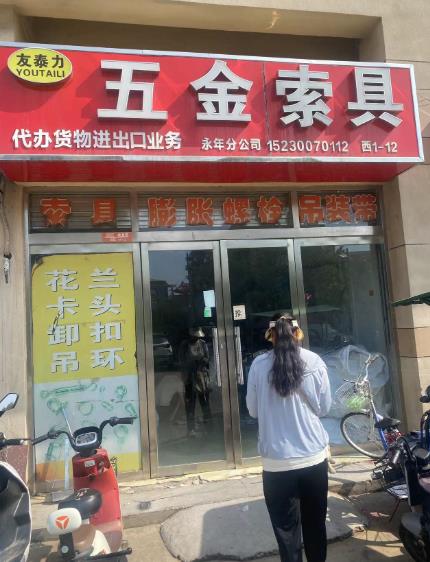 友泰力
YOUTAILI
五金索具
代办货物进出口业务 永年分公司 15230070112 西1-12
索具 膨胀螺栓 吊装带
花兰
卡头
卸扣
吊环